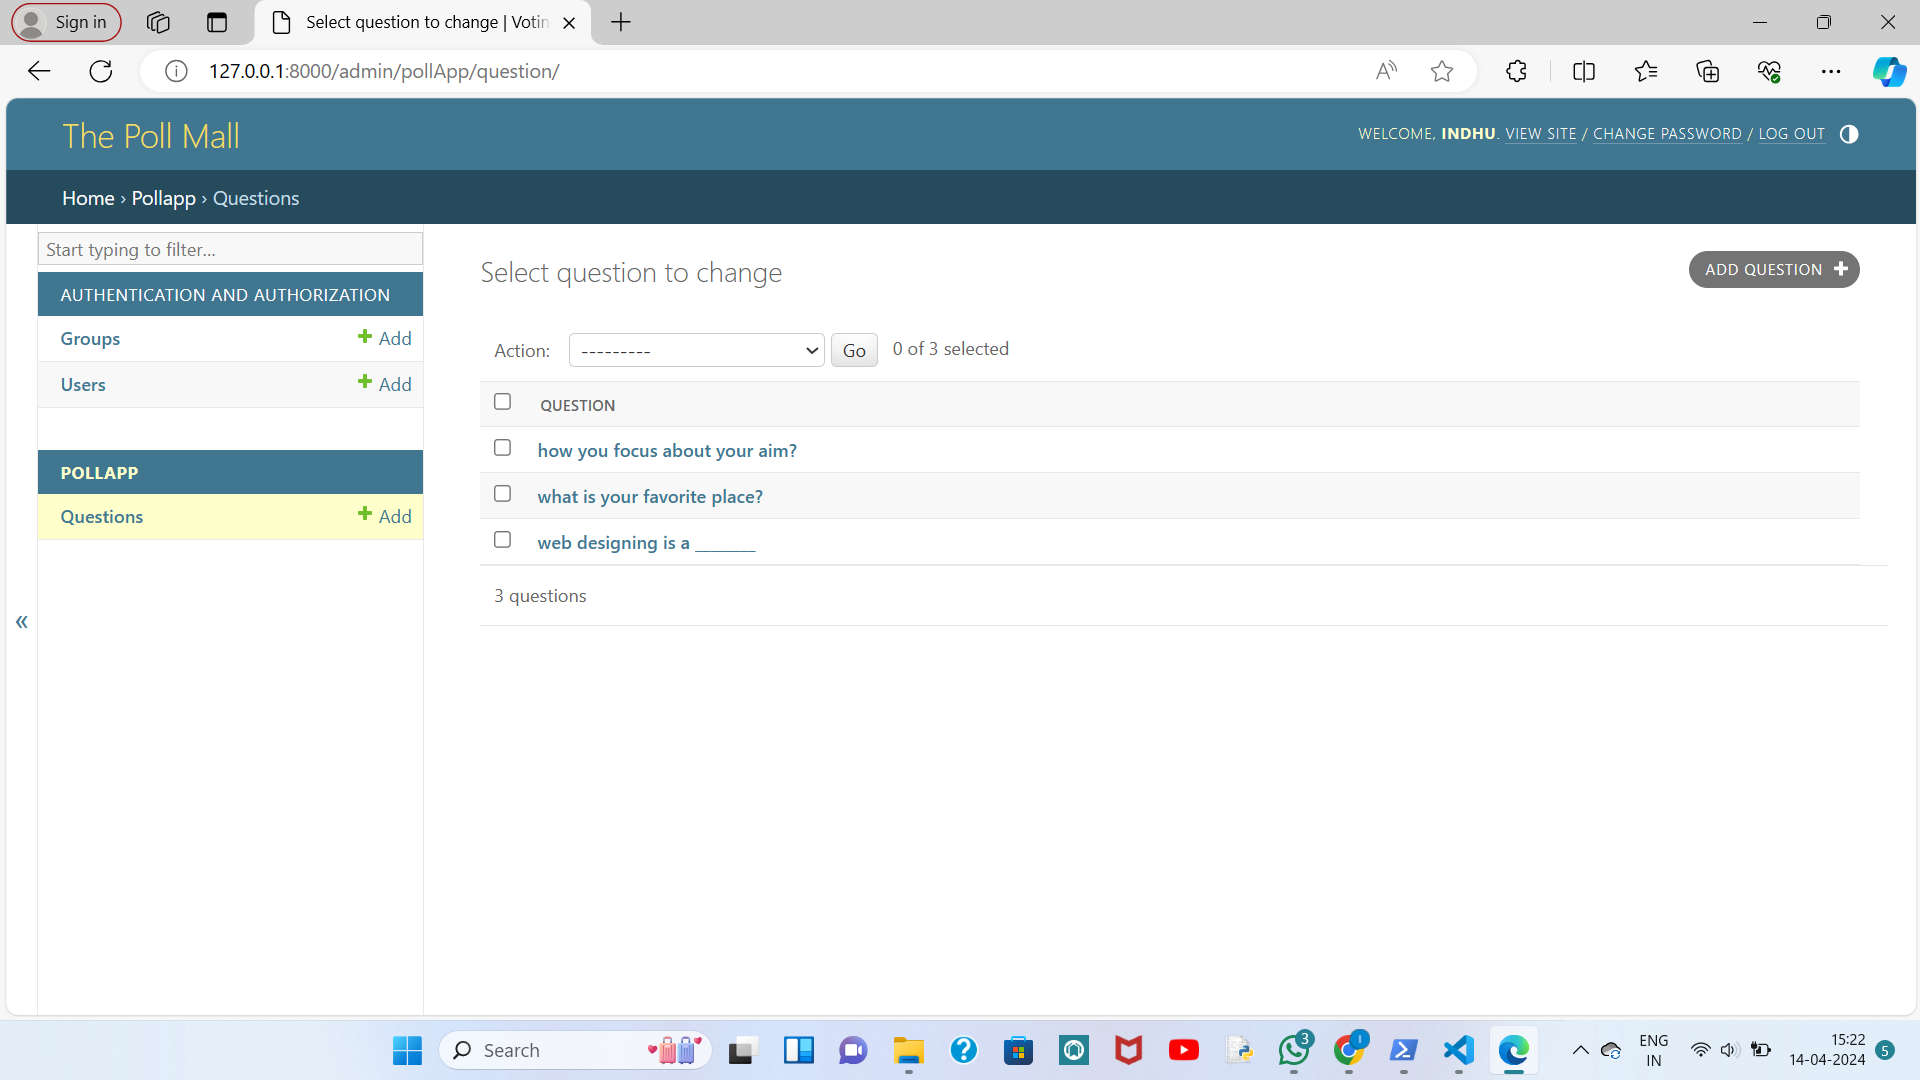 Sign in
Select question to change | Votin
127.0.0.1:8000/admin/pollApp/question/
The Poll Mall
WELCOME, INDHU. VIEW SITE / CHANGE PASSWORD / LOG OUT
Home › Pollapp › Questions
Start typing to filter...
AUTHENTICATION AND AUTHORIZATION
Groups
Add
Users
Add
POLLAPP
Questions
Add
«
Select question to change
ADD QUESTION
Action:
---------
Go
0 of 3 selected
QUESTION
how you focus about your aim?
what is your favorite place?
web designing is a ________
3 questions
Search
3
ENG
IN
15:22
14-04-2024
5